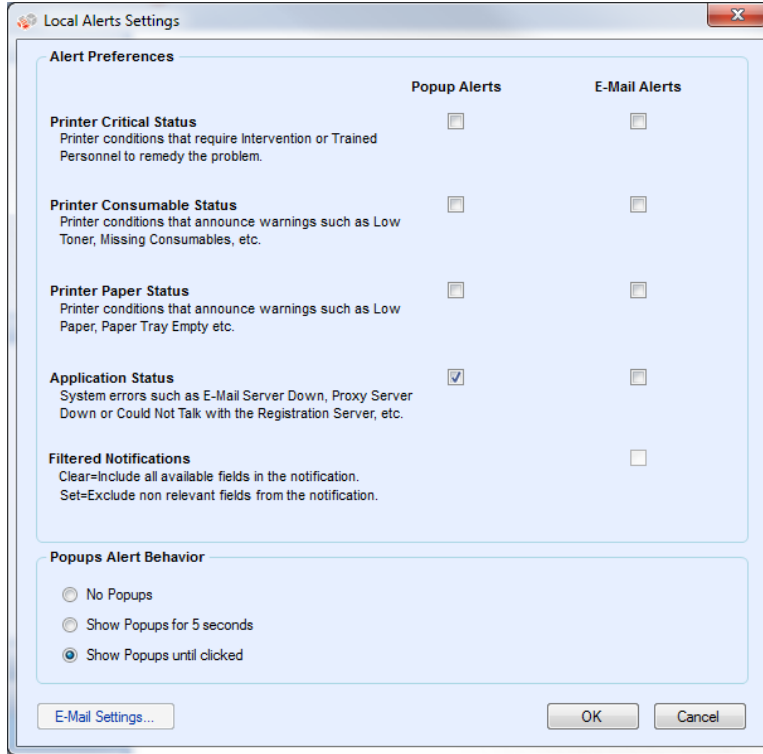 Local Alerts Settings
Alert Preferences
Popup Alerts E-Mail Alerts
Printer Critical Status
Printer conditions that require Intervention or Trained
Personnel to remedy the problem.
Printer Consumable Status
Printer conditions that announce warnings such as Low
Toner, Missing Consumables, etc.
Printer Paper Status
Printer conditions that announce warnings such as Low
Paper, Paper Tray Empty etc.
Application Status
System errors such as E-Mail Server Down, Proxy Server
Down or Could Not Talk with the Registration Server, etc.
Filtered Notifications
Clear=Include all available fields in the notification.
Set=Exclude non relevant fields from the notification.
Popups Alert Behavior
No Popups
Show Popups for 5 seconds
Show Popups until clicked
E-Mail Settings... OK Cancel